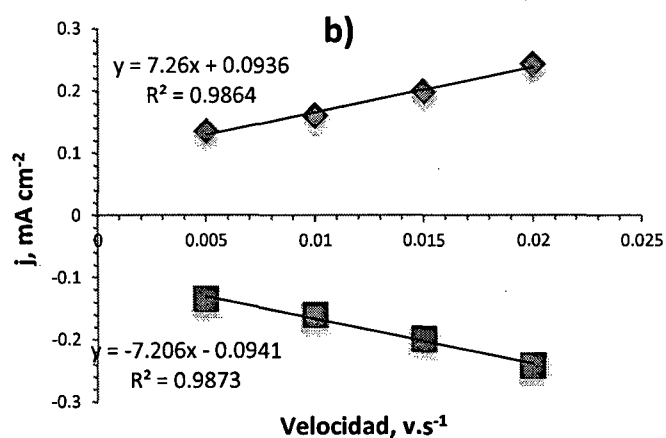 b)
0.3
y = 7.26x + 0.0936
R² = 0.9864
0.2
0.1
0
0 0.005 0.01 0.015 0.02 0.025
j, mA cm⁻²
-0.1
-0.2
y = -7.206x - 0.0941
R² = 0.9873
-0.3
Velocidad, v.s⁻¹